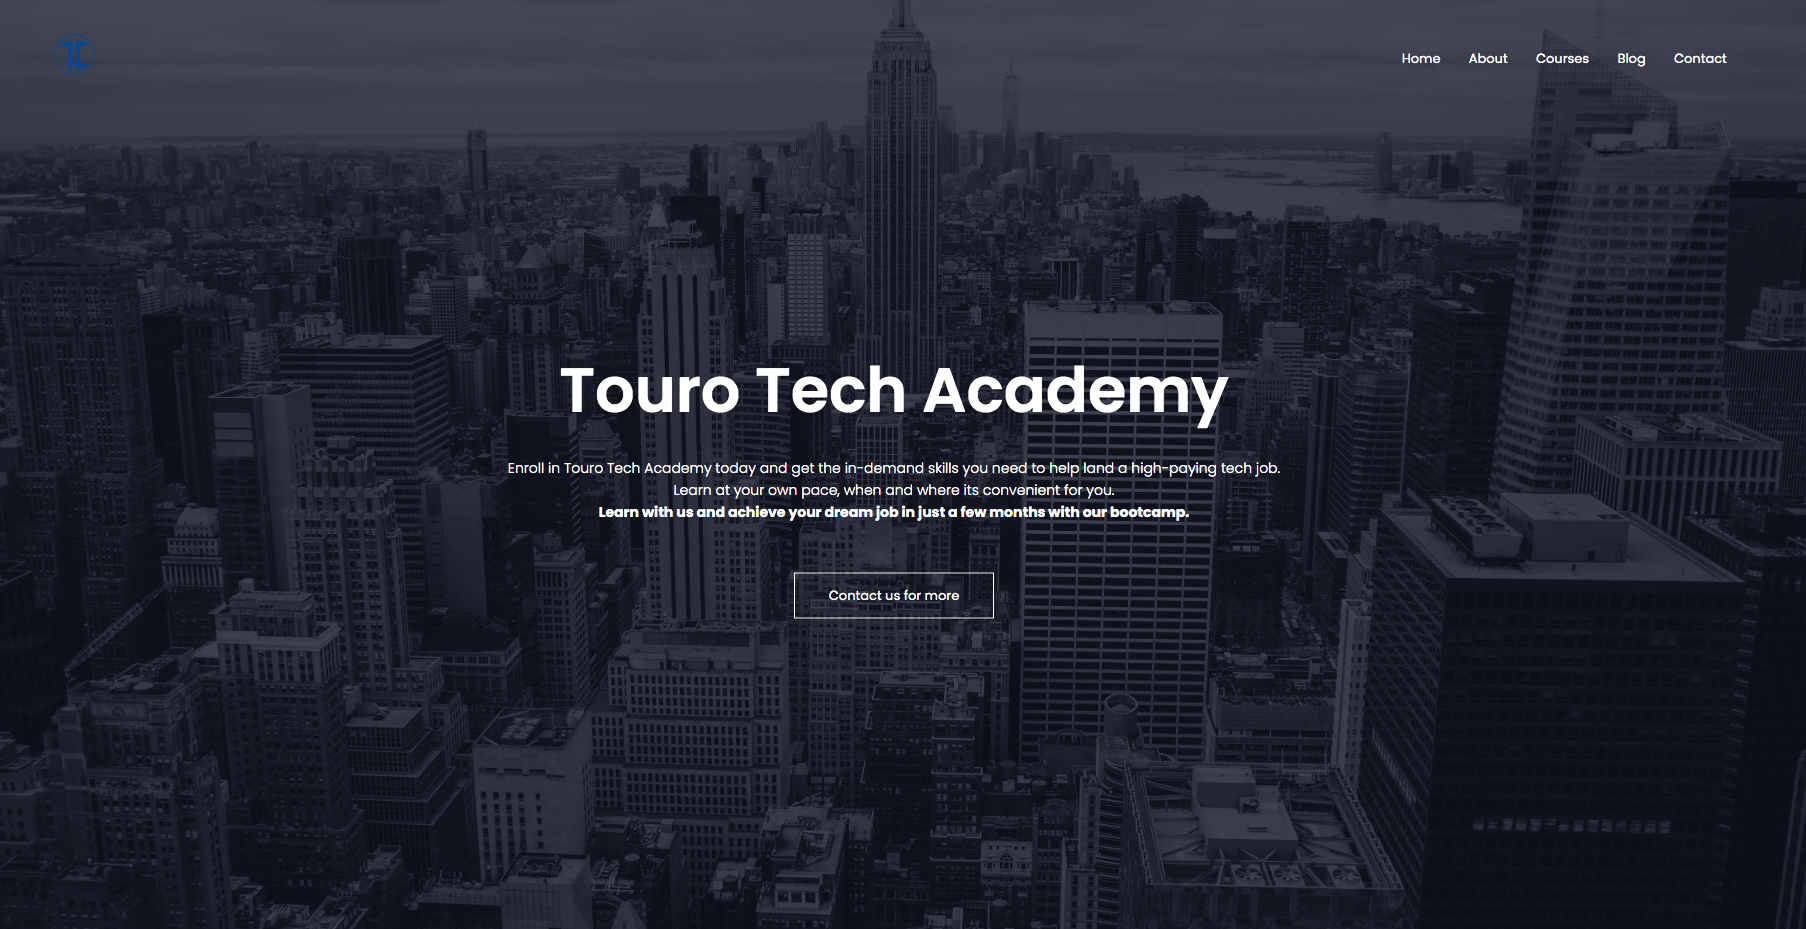 TC
Home About Courses Blog Contact
Touro Tech Academy
Enroll in Touro Tech Academy today and get the in-demand skills you need to help land a high-paying tech job.
Learn at your own pace, when and where its convenient for you.
Learn with us and achieve your dream job in just a few months with our bootcamp.
Contact us for more